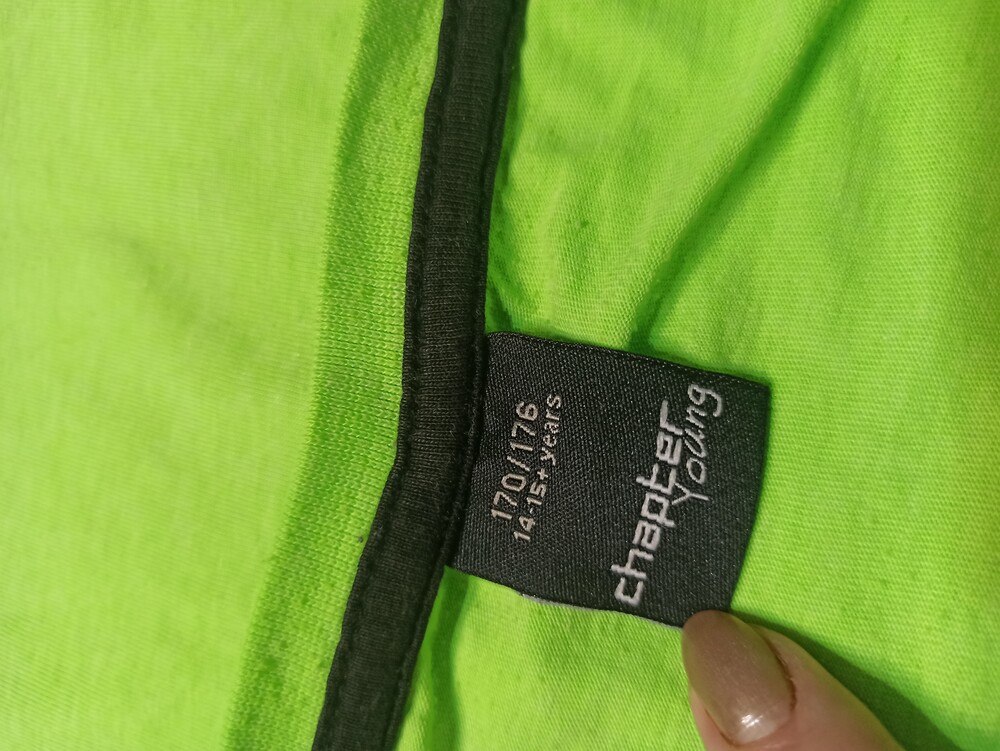 chapter
Young
170/176
14-15+ years